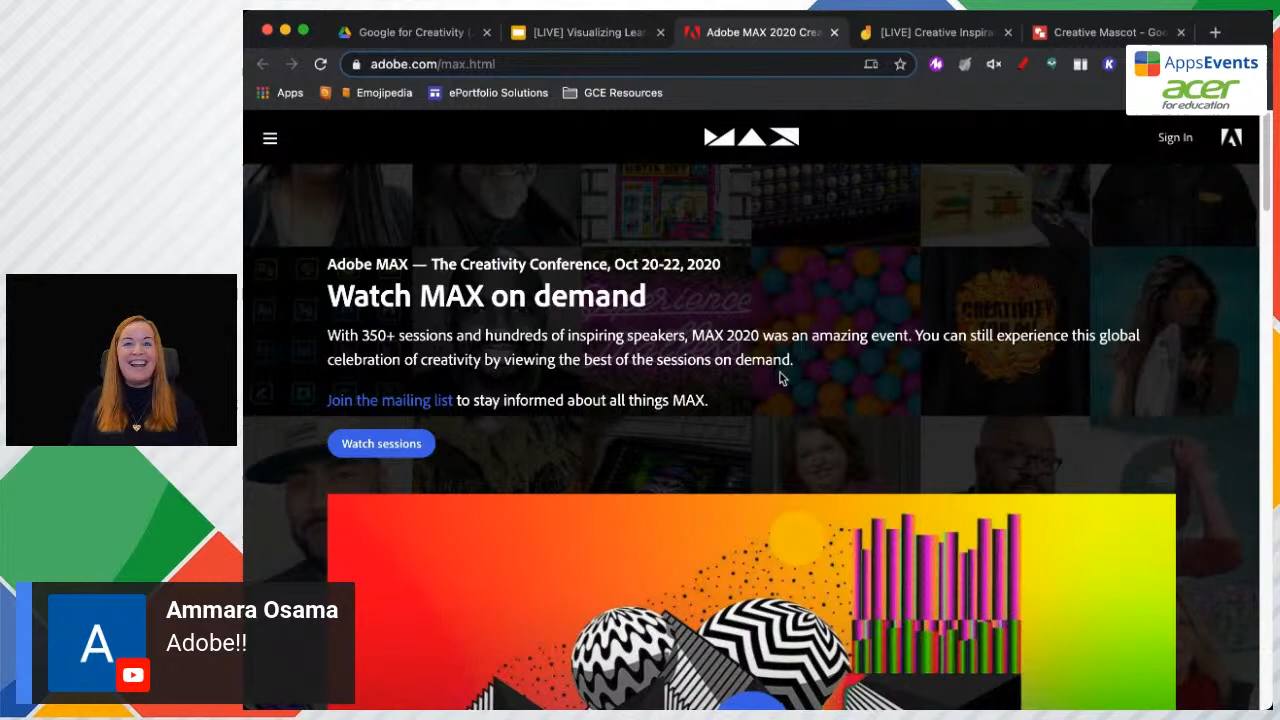 Google for Creativity (
[LIVE] Visualizing Lea
Adobe MAX 2020 Crea
[LIVE] Creative Inspira
Creative Mascot - Goo
adobe.com/max.html
Apps
Emojipedia
ePortfolio Solutions
GCE Resources
AppsEvents
acer
for education
MAX
Sign In
Adobe MAX — The Creativity Conference, Oct 20-22, 2020
Watch MAX on demand
With 350+ sessions and hundreds of inspiring speakers, MAX 2020 was an amazing event. You can still experience this global
celebration of creativity by viewing the best of the sessions on demand.
Join the mailing list to stay informed about all things MAX.
Watch sessions
A
Ammara Osama
Adobe!!